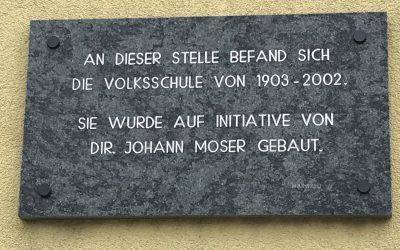 AN DIESER STELLE BEFAND SICH
DIE VOLKSSCHULE VON 1903-2002.
SIE WURDE AUF INITIATIVE VON
DIR. JOHANN MOSER GEBAUT.